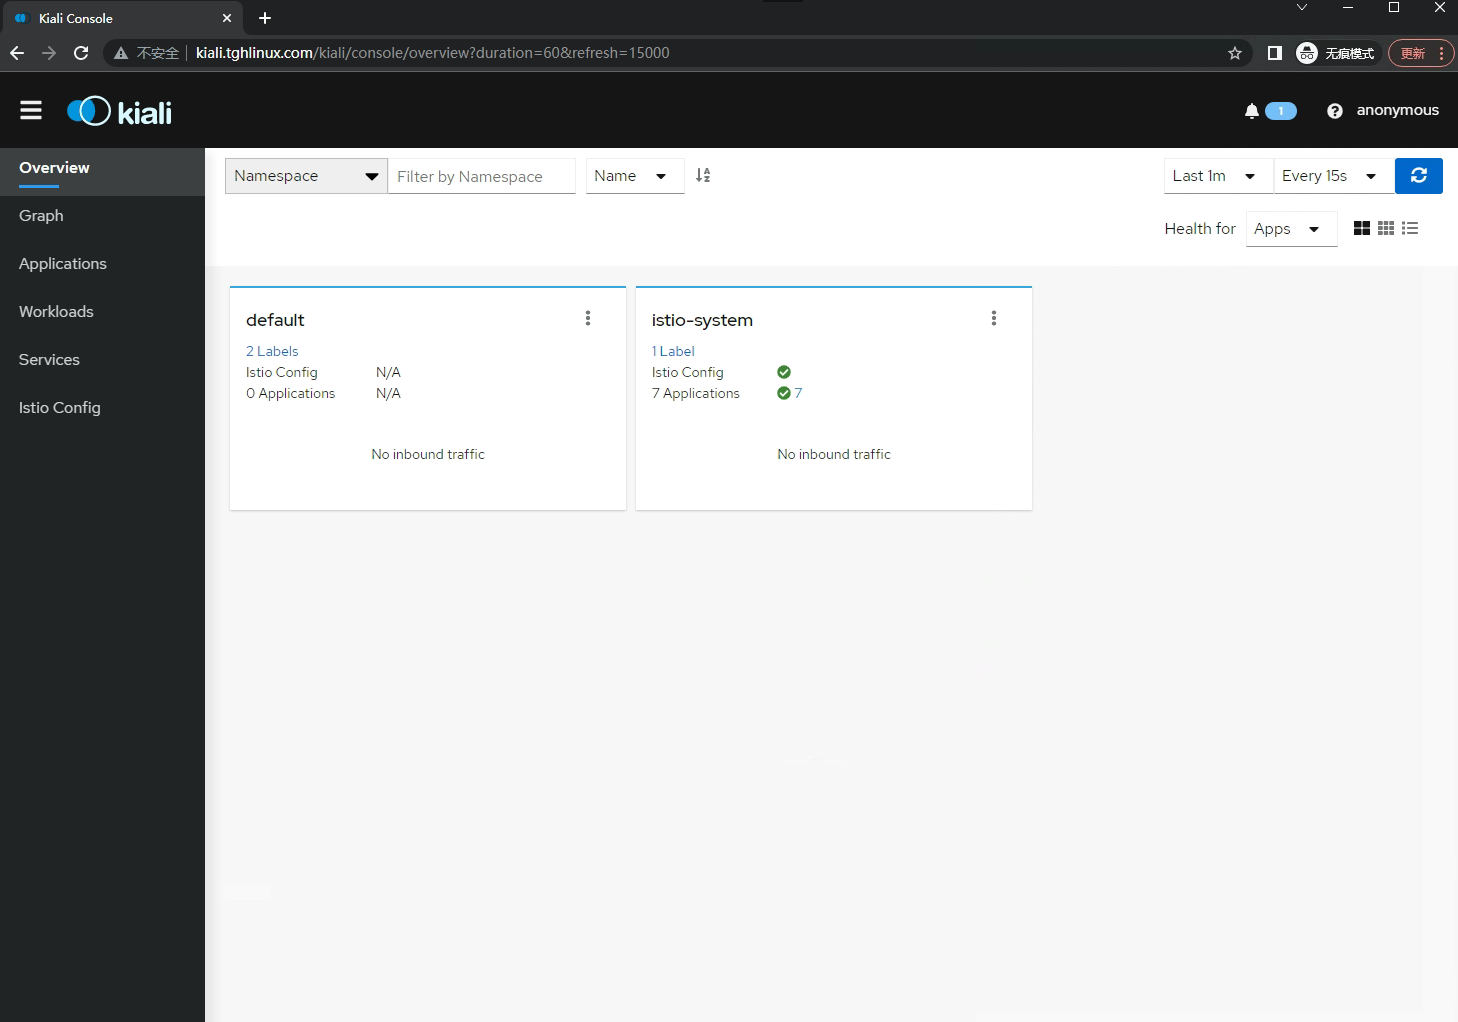 Kiali Console
不安全 kiali.tghlinux.com/kiali/console/overview?duration=60&refresh=15000 无痕模式 更新
kiali 1 anonymous
Overview
Graph
Applications
Workloads
Services
Istio Config
Namespace Filter by Namespace Name Last 1m Every 15s
Health for Apps
default
2 Labels
Istio Config N/A
0 Applications N/A
No inbound traffic
istio-system
1 Label
Istio Config
7 Applications 7
No inbound traffic